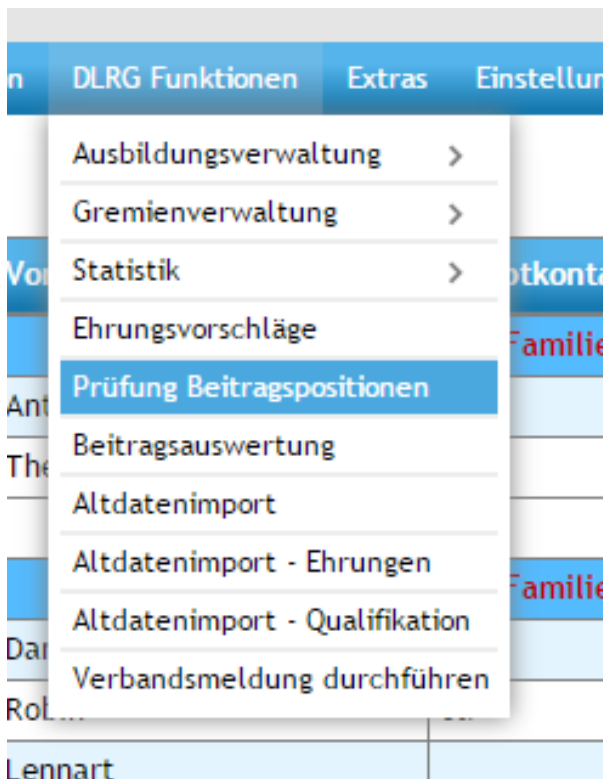 DLRG Funktionen Extras
Ausbildungsverwaltung
Gremienverwaltung
Statistik
Ehrungsvorschläge
Prüfung Beitragspositionen
Beitragsauswertung
Altdatenimport
Altdatenimport - Ehrungen
Altdatenimport - Qualifikation
Verbandsmeldung durchführen
Lennart